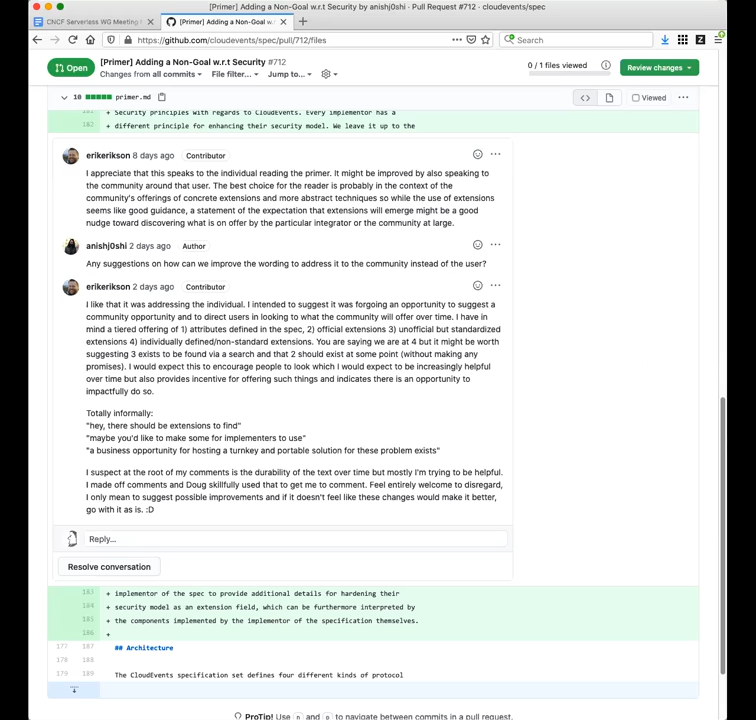 [Primer] Adding a Non-Goal w.r.t Security by anishj0shi · Pull Request #712 · cloudevents/spec
CNCF Serverless WG Meeting
[Primer] Adding a Non-Goal w.
https://github.com/cloudevents/spec/pull/712/files
Search
Open
[Primer] Adding a Non-Goal w.r.t Security #712
Changes from all commits
File filter...
Jump to...
0 / 1 files viewed
Review changes
10
primer.md
Viewed
+ Security principles with regards to CloudEvents. Every implementor has a
182 + different principle for enhancing their security model. We leave it up to the
erikerikson 8 days ago Contributor
I appreciate that this speaks to the individual reading the primer. It might be improved by also speaking to
the community around that user. The best choice for the reader is probably in the context of the
community's offerings of concrete extensions and more abstract techniques so while the use of extensions
seems like good guidance, a statement of the expectation that extensions will emerge might be a good
nudge toward discovering what is on offer by the particular integrator or the community at large.
anishj0shi 2 days ago Author
Any suggestions on how can we improve the wording to address it to the community instead of the user?
erikerikson 2 days ago Contributor
I like that it was addressing the individual. I intended to suggest it was forgoing an opportunity to suggest a
community opportunity and to direct users in looking to what the community will offer over time. I have in
mind a tiered offering of 1) attributes defined in the spec, 2) official extensions 3) unofficial but standardized
extensions 4) individually defined/non-standard extensions. You are saying we are at 4 but it might be worth
suggesting 3 exists to be found via a search and that 2 should exist at some point (without making any
promises). I would expect this to encourage people to look which I would expect to be increasingly helpful
over time but also provides incentive for offering such things and indicates there is an opportunity to
impactfully do so.
Totally informally:
"hey, there should be extensions to find"
"maybe you'd like to make some for implementers to use"
"a business opportunity for hosting a turnkey and portable solution for these problem exists"
I suspect at the root of my comments is the durability of the text over time but mostly i'm trying to be helpful.
I made off comments and Doug skillfully used that to get me to comment. Feel entirely welcome to disregard,
I only mean to suggest possible improvements and if it doesn't feel like these changes would make it better,
go with it as is. :D
Reply...
Resolve conversation
183 + implementor of the spec to provide additional details for hardening their
184 + security model as an extension field, which can be furthermore interpreted by
185 + the components implemented by the implementor of the specification themselves.
186 +
177 187 ## Architecture
178 188
179 189 The CloudEvents specification set defines four different kinds of protocol
ProTip! Use n and p to navigate between commits in a pull request.